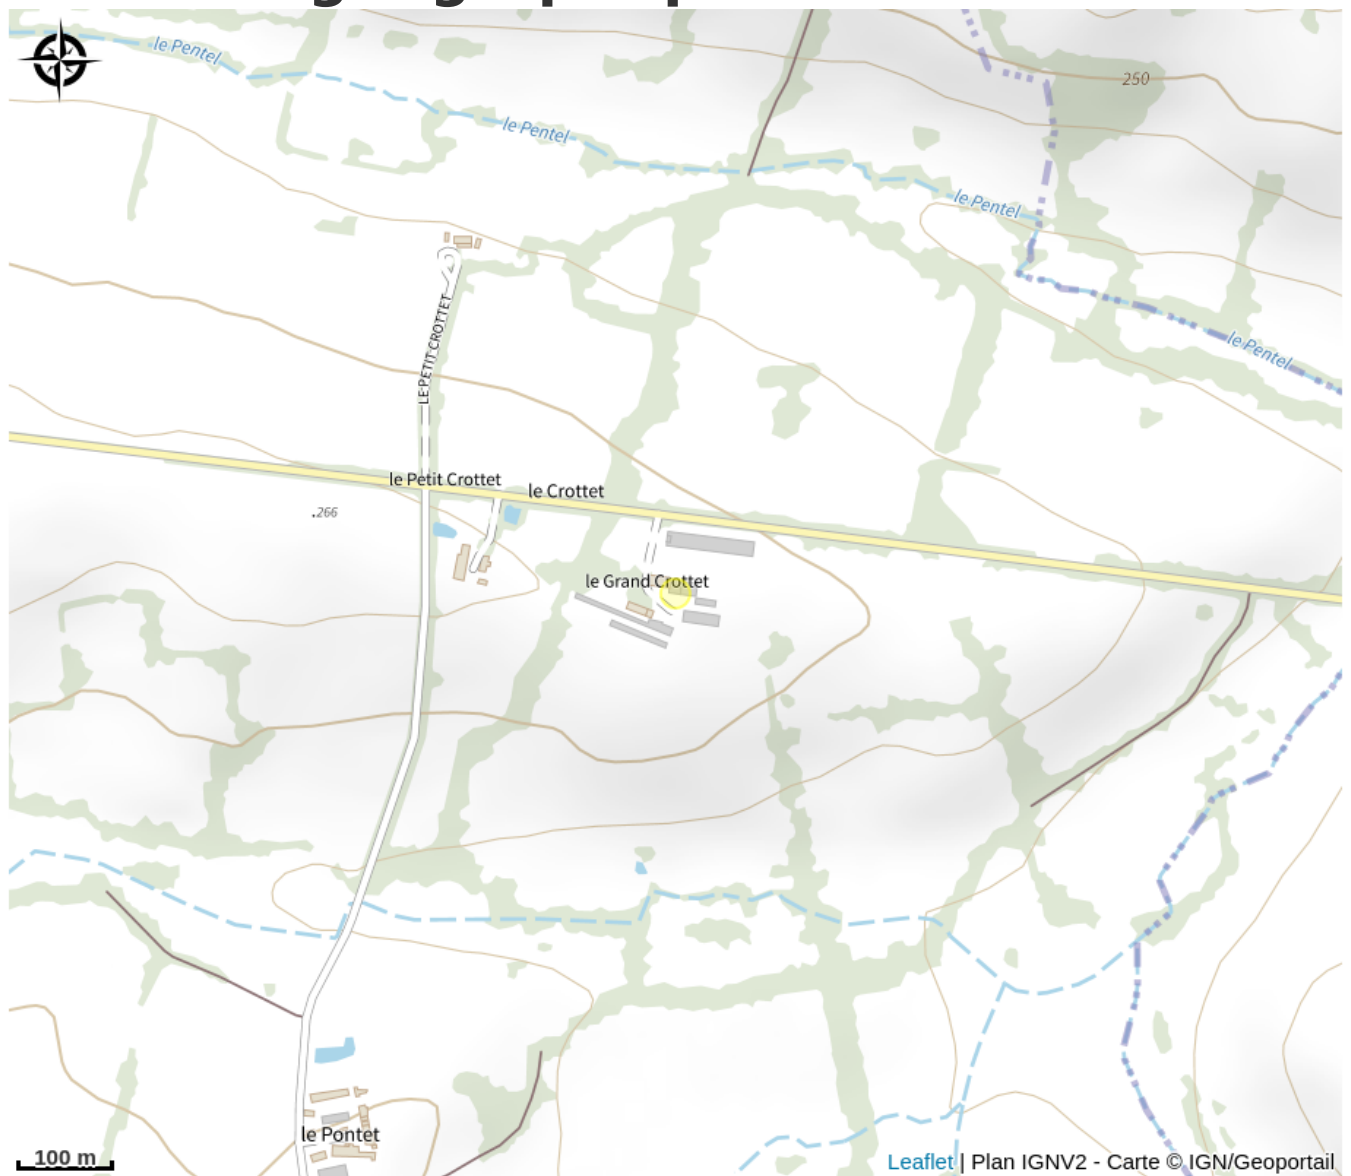 le Pentel
250
le Pentel
le Pentel
LE PETIT CROTTET
le Pentel
le Petit Crottet
le Crottet
.266
le Grand Crottet
le Pontet
100 m
Leaflet | Plan IGNV2 - Carte © IGN/Geoportail